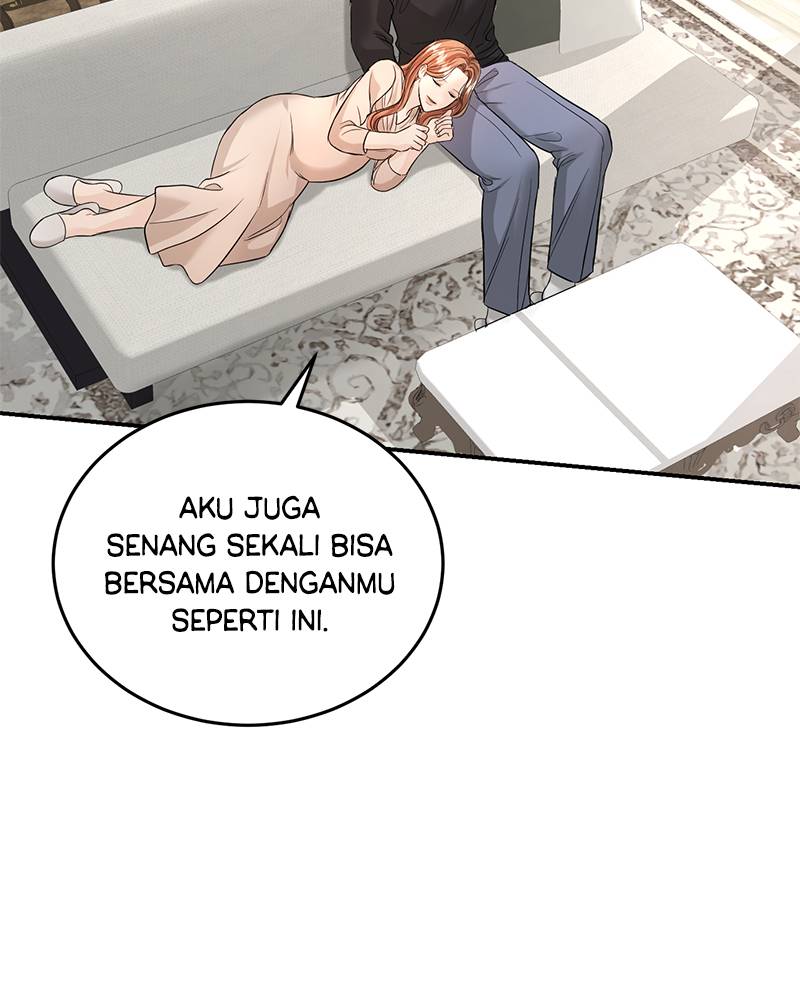 AKU JUGA
SENANG SEKALI BISA
BERSAMA DENGANMU
SEPERTI INI.